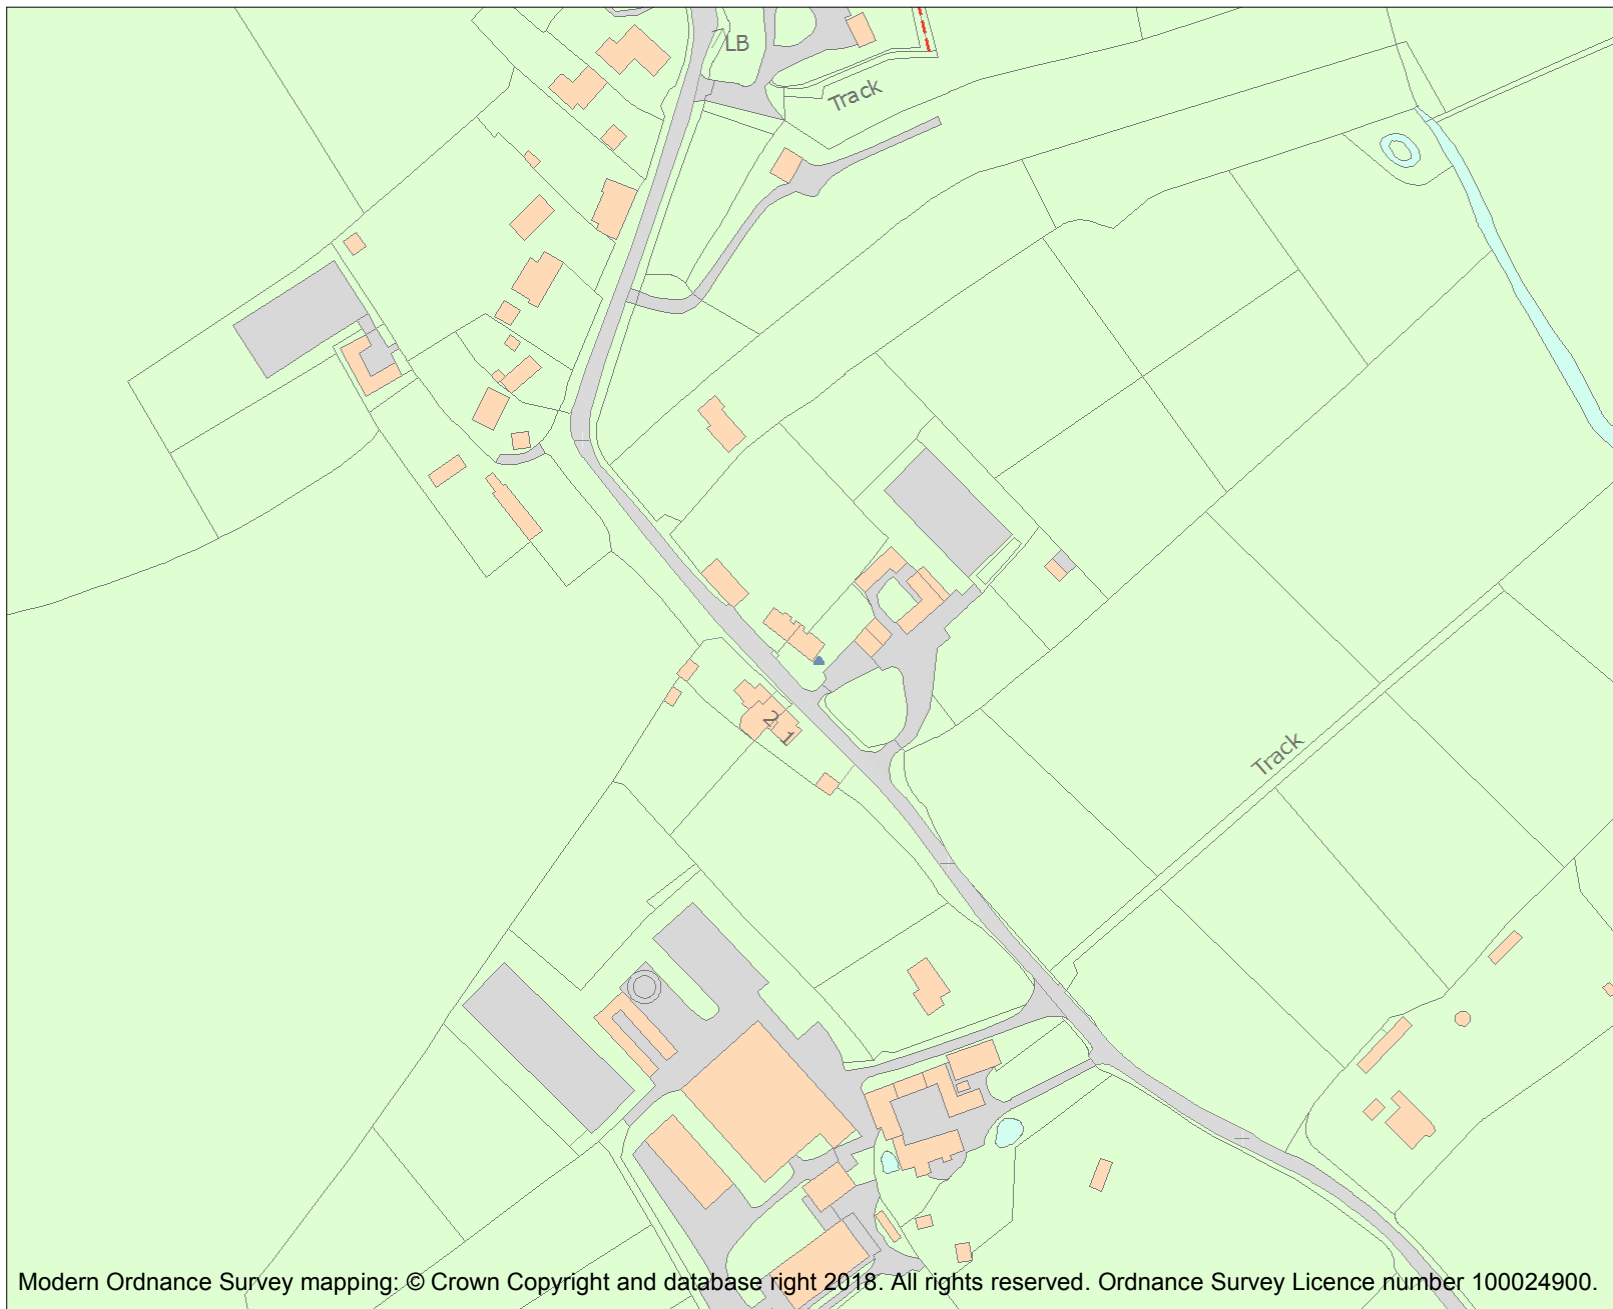 LB
Track
2
1
Track
Modern Ordnance Survey mapping: © Crown Copyright and database right 2018. All rights reserved. Ordnance Survey Licence number 100024900.